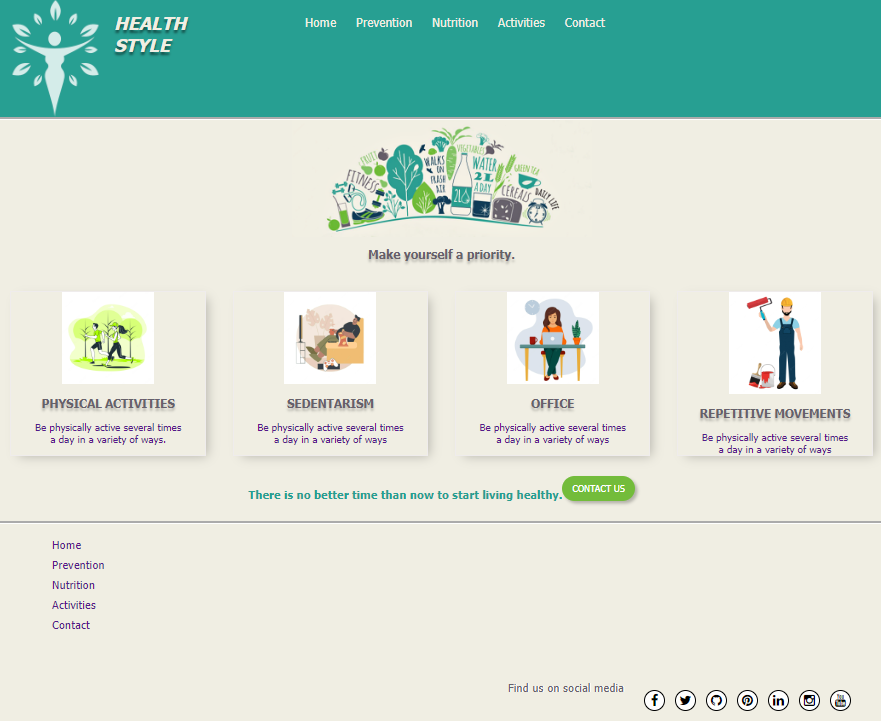 HEALTH
STYLE
Home Prevention Nutrition Activities Contact
FRUIT
FITNESS
WALKS
ON
FRASH
AIR
VEGETABLES
WATER
2L
A DAY
GREEN TEA
CEREALS
DAILY LIFE
2L
Make yourself a priority.
PHYSICAL ACTIVITIES
Be physically active several times
a day in a variety of ways.
SEDENTARISM
Be physically active several times
a day in a variety of ways
OFFICE
Be physically active several times
a day in a variety of ways
REPETITIVE MOVEMENTS
Be physically active several times
a day in a variety of ways
There is no better time than now to start living healthy. CONTACT US
Home
Prevention
Nutrition
Activities
Contact
Find us on social media